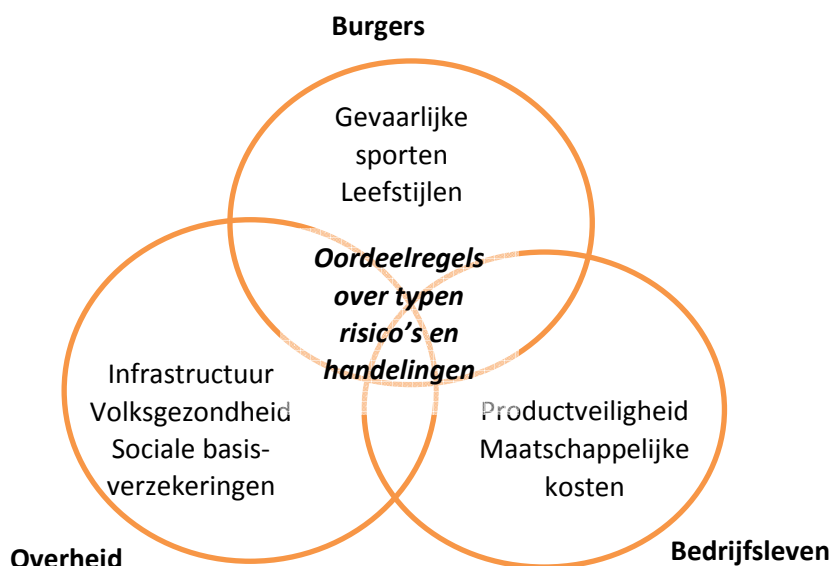 Burgers
Gevaarlijke
sporten
Leefstijlen
Oordeelregels
over typen
risico's en
handelingen
Infrastructuur
Volksgezondheid
Sociale basis-
verzekeringen
Productveiligheid
Maatschappelijke
kosten
Overheid
Bedrijfsleven